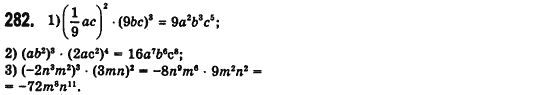 282. 1) (1/9 ac)² · (9bc)³ = 9a²b³c⁵;
2) (ab²)³ · (2ac²)⁴ = 16a⁷b⁶c⁸;
3) (–2n³m²)³ · (3mn)² = –8n⁹m⁶ · 9m²n² =
= –72m⁸n¹¹.